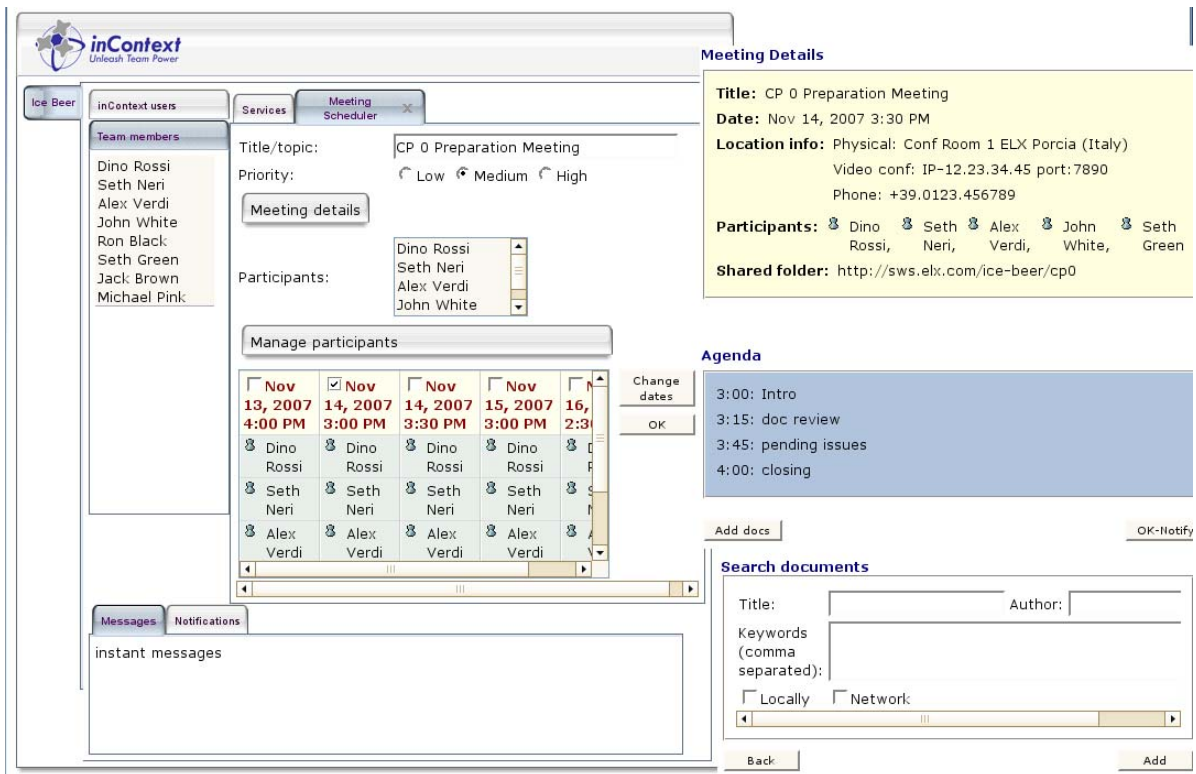 inContext
Unleash Team Power
Ice Beer
inContext users
Team members
Dino Rossi
Seth Neri
Alex Verdi
John White
Ron Black
Seth Green
Jack Brown
Michael Pink
Services
Meeting
Scheduler
Title/topic:
CP 0 Preparation Meeting
Priority:
Low Medium High
Meeting details
Participants:
Dino Rossi
Seth Neri
Alex Verdi
John White
Manage participants
Nov Nov Nov Nov
13, 2007 14, 2007 14, 2007 15, 2007 16,
4:00 PM 3:00 PM 3:30 PM 3:00 PM
Dino Dino Dino Dino
Rossi Rossi Rossi Rossi
Seth Seth Seth Seth
Neri Neri Neri Neri
Alex Alex Alex Alex
Verdi Verdi Verdi Verdi
Change
dates
OK
Messages
Notifications
instant messages
Meeting Details
Title: CP 0 Preparation Meeting
Date: Nov 14, 2007 3:30 PM
Location info: Physical: Conf Room 1 ELX Porcia (Italy)
Video conf: IP-12.23.34.45 port:7890
Phone: +39.0123.456789
Participants: Dino Seth Alex John Seth
Rossi, Neri, Verdi, White, Green
Shared folder: http://sws.elx.com/ice-beer/cp0
Agenda
3:00: Intro
3:15: doc review
3:45: pending issues
4:00: closing
Add docs
OK-Notify
Search documents
Title: Author:
Keywords
(comma
separated):
Locally Network
Back
Add